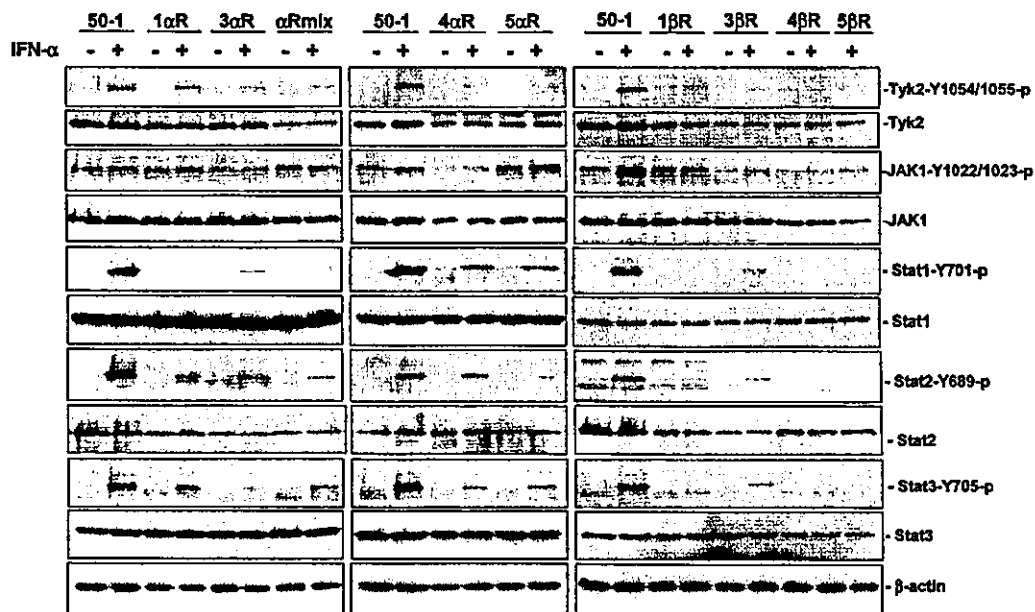 50-1 1αR 3αR αRmix 50-1 4αR 5αR 50-1 1βR 3βR 4βR 5βR
IFN-α - + - + - + - + - + - + - + - + - + - + - + +
-Tyk2-Y1054/1055-p
-Tyk2
-JAK1-Y1022/1023-p
-JAK1
- Stat1-Y701-p
- Stat1
- Stat2-Y689-p
- Stat2
- Stat3-Y705-p
- Stat3
- β-actin